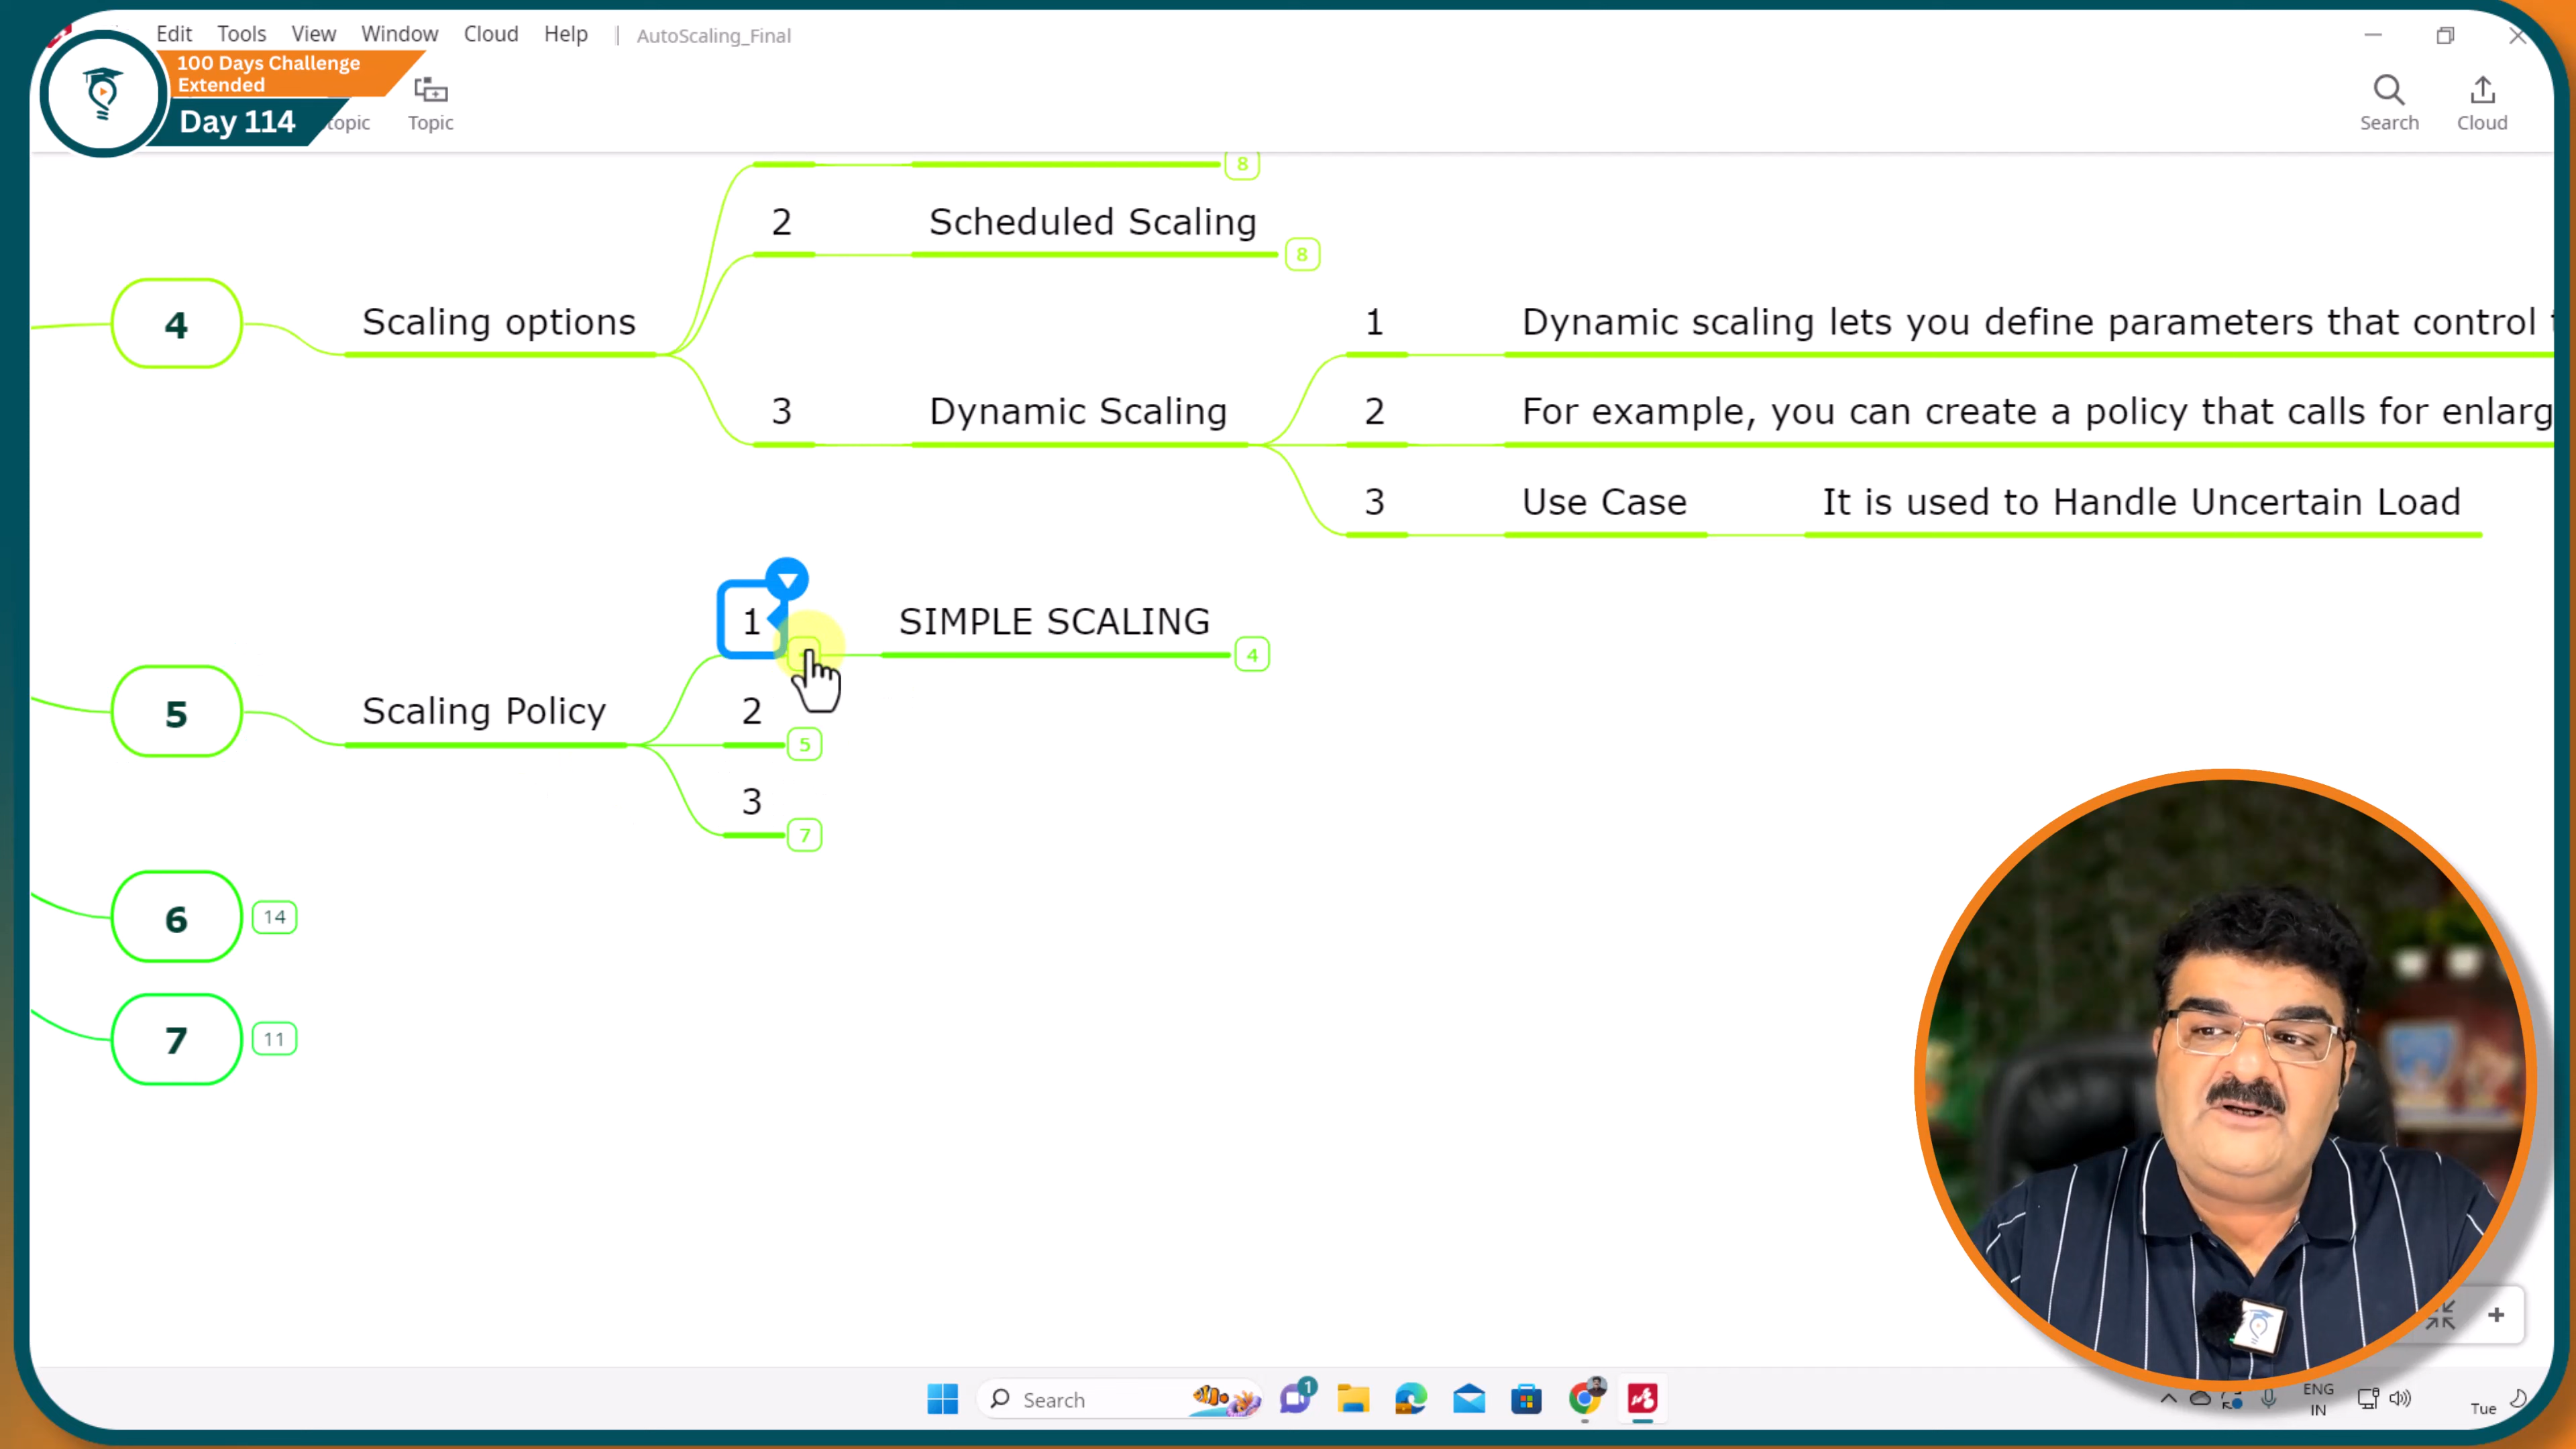 Edit Tools View Window Cloud Help | AutoScaling_Final
100 Days Challenge
Extended
Day 114
topic
Topic
Search
Cloud
8
2 Scheduled Scaling
8
4 Scaling options
1 Dynamic scaling lets you define parameters that control
3 Dynamic Scaling
2 For example, you can create a policy that calls for enlarg
3 Use Case It is used to Handle Uncertain Load
1 SIMPLE SCALING
4
5 Scaling Policy
2
5
3
7
6 14
7 11
Search
1
ENG
IN
Tue